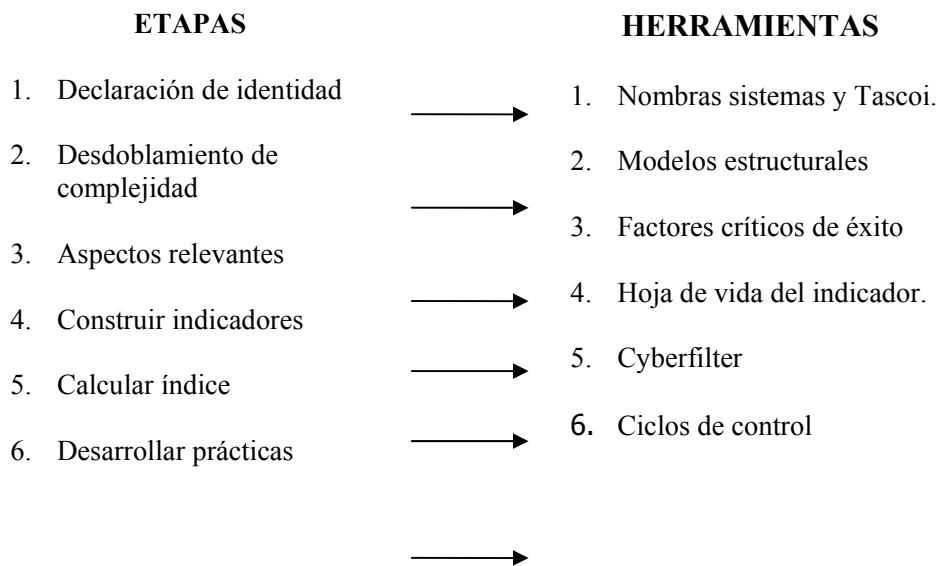 ETAPAS
1. Declaración de identidad
2. Desdoblamiento de
complejidad
3. Aspectos relevantes
4. Construir indicadores
5. Calcular índice
6. Desarrollar prácticas
HERRAMIENTAS
1. Nombras sistemas y Tascoi.
2. Modelos estructurales
3. Factores críticos de éxito
4. Hoja de vida del indicador.
5. Cyberfilter
6. Ciclos de control